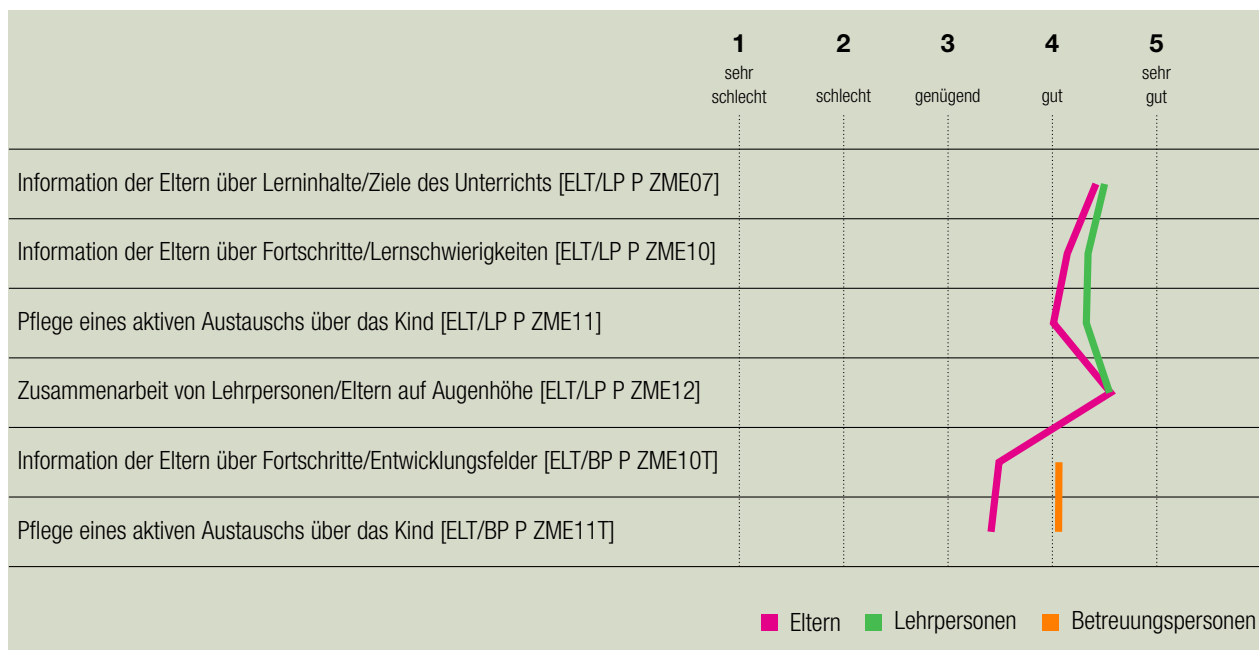 1 2 3 4 5
sehr schlecht schlecht genügend gut sehr gut
Information der Eltern über Lerninhalte/Ziele des Unterrichts [ELT/LP P ZME07]
Information der Eltern über Fortschritte/Lernschwierigkeiten [ELT/LP P ZME10]
Pflege eines aktiven Austauschs über das Kind [ELT/LP P ZME11]
Zusammenarbeit von Lehrpersonen/Eltern auf Augenhöhe [ELT/LP P ZME12]
Information der Eltern über Fortschritte/Entwicklungsfelder [ELT/BP P ZME10T]
Pflege eines aktiven Austauschs über das Kind [ELT/BP P ZME11T]
Eltern Lehrpersonen Betreuungspersonen